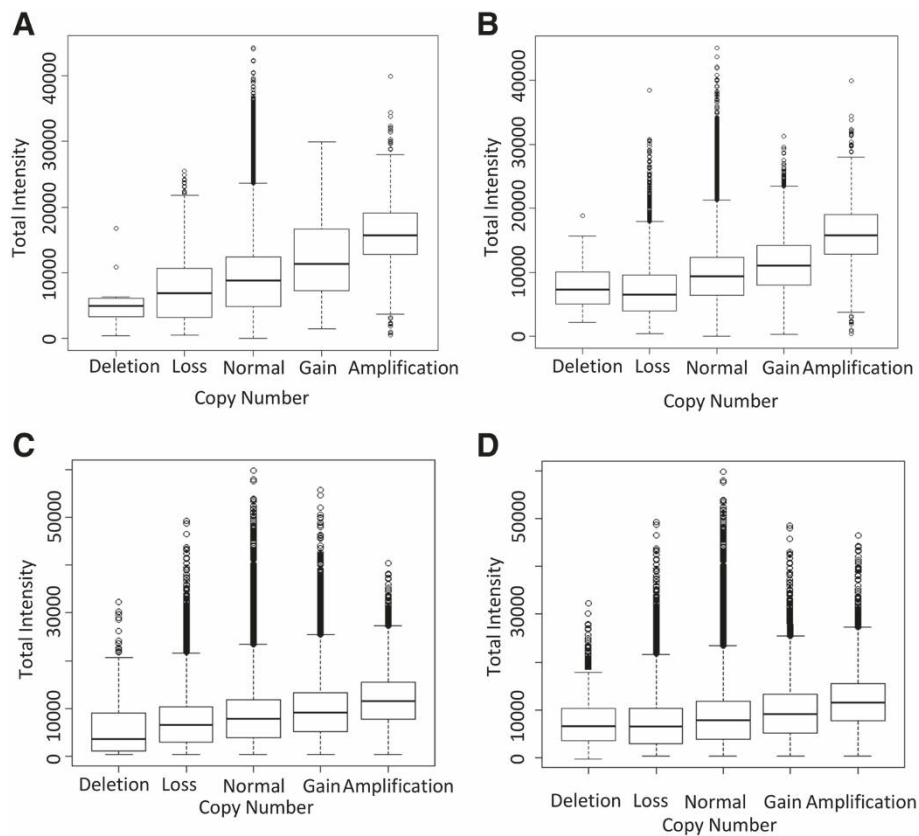 A
Total Intensity
40000
30000
20000
10000
0
Deletion Loss Normal Gain Amplification
Copy Number
B
Total Intensity
40000
30000
20000
10000
0
Deletion Loss Normal Gain Amplification
Copy Number
C
Total Intensity
50000
30000
10000
0
Deletion Loss Normal Gain Amplification
Copy Number
D
Total Intensity
50000
30000
10000
0
Deletion Loss Normal Gain Amplification
Copy Number